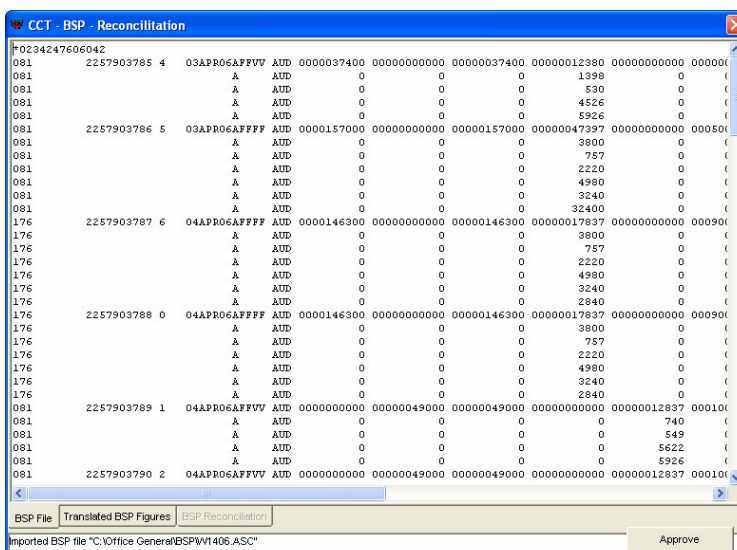 CCT - BSP - Reconcilitation
+0234247606042
081 2257903785 4 03APR06AFFVV AUD 0000037400 00000000000 00000037400 00000012380 00000000000
081 A AUD 0 0 0 1398 0
081 A AUD 0 0 0 530 0
081 A AUD 0 0 0 4526 0
081 A AUD 0 0 0 5926 0
081 2257903786 5 03APR06AFFFF AUD 0000157000 00000000000 00000157000 00000047397 00000000000
081 A AUD 0 0 0 3800 0
081 A AUD 0 0 0 757 0
081 A AUD 0 0 0 2220 0
081 A AUD 0 0 0 4980 0
081 A AUD 0 0 0 3240 0
081 A AUD 0 0 0 32400 0
176 2257903787 6 04APR06AFFFF AUD 0000146300 00000000000 00000146300 00000017837 00000000000
176 A AUD 0 0 0 3800 0
176 A AUD 0 0 0 757 0
176 A AUD 0 0 0 2220 0
176 A AUD 0 0 0 4980 0
176 A AUD 0 0 0 3240 0
176 A AUD 0 0 0 2840 0
176 2257903788 0 04APR06AFFFF AUD 0000146300 00000000000 00000146300 00000017837 00000000000
176 A AUD 0 0 0 3800 0
176 A AUD 0 0 0 757 0
176 A AUD 0 0 0 2220 0
176 A AUD 0 0 0 4980 0
176 A AUD 0 0 0 3240 0
176 A AUD 0 0 0 2840 0
081 2257903789 1 04APR06AFFVV AUD 0000000000 00000049000 00000049000 00000000000 00000012837
081 A AUD 0 0 0 0 740
081 A AUD 0 0 0 0 549
081 A AUD 0 0 0 0 5622
081 A AUD 0 0 0 0 5926
081 2257903790 2 04APR06AFFVV AUD 0000000000 00000049000 00000049000 00000000000 00000012837
BSP File Translated BSP Figures BSP Reconciliation
Imported BSP file "C:\Office General\BSP\W1406.ASC" Approve